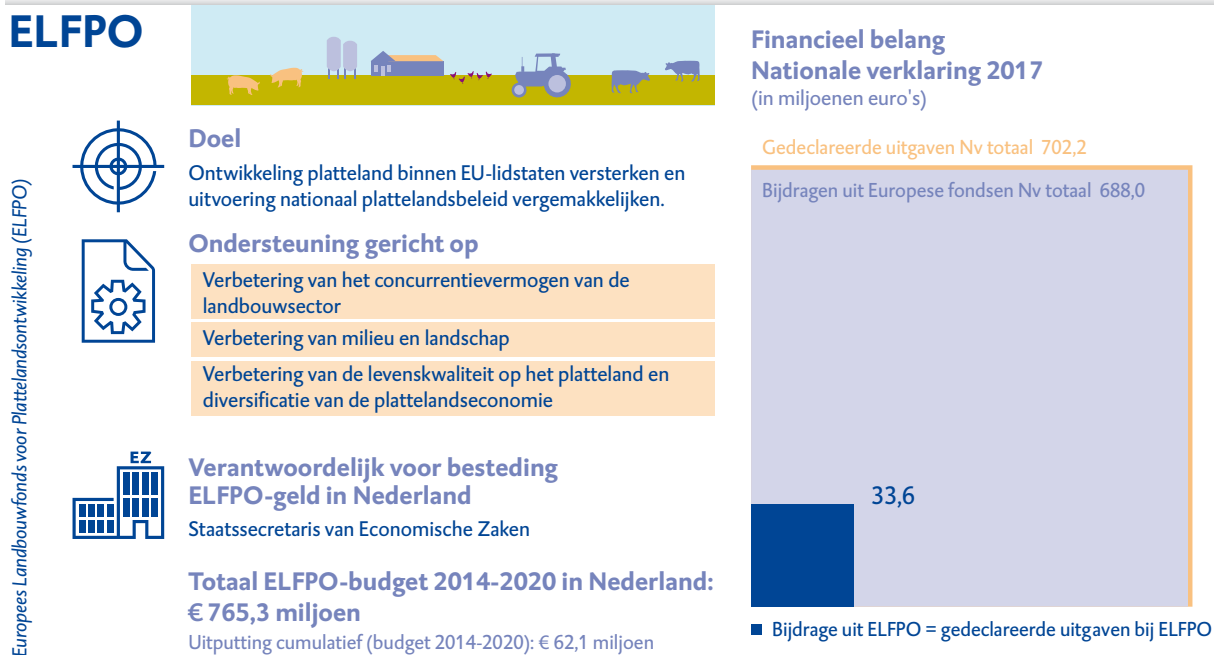 ELFPO
Europees Landbouwfonds voor Plattelandsontwikkeling (ELFPO)
Doel
Ontwikkeling platteland binnen EU-lidstaten versterken en
uitvoering nationaal plattelandsbeleid vergemakkelijken.
Ondersteuning gericht op
Verbetering van het concurrentievermogen van de
landbouwsector
Verbetering van milieu en landschap
Verbetering van de levenskwaliteit op het platteland en
diversificatie van de plattelandseconomie
EZ
Verantwoordelijk voor besteding
ELFPO-geld in Nederland
Staatssecretaris van Economische Zaken
Totaal ELFPO-budget 2014-2020 in Nederland:
€ 765,3 miljoen
Uitputting cumulatief (budget 2014-2020): € 62,1 miljoen
Financieel belang
Nationale verklaring 2017
(in miljoenen euro's)
Gedeclareerde uitgaven Nv totaal 702,2
Bijdragen uit Europese fondsen Nv totaal 688,0
33,6
Bijdrage uit ELFPO = gedeclareerde uitgaven bij ELFPO